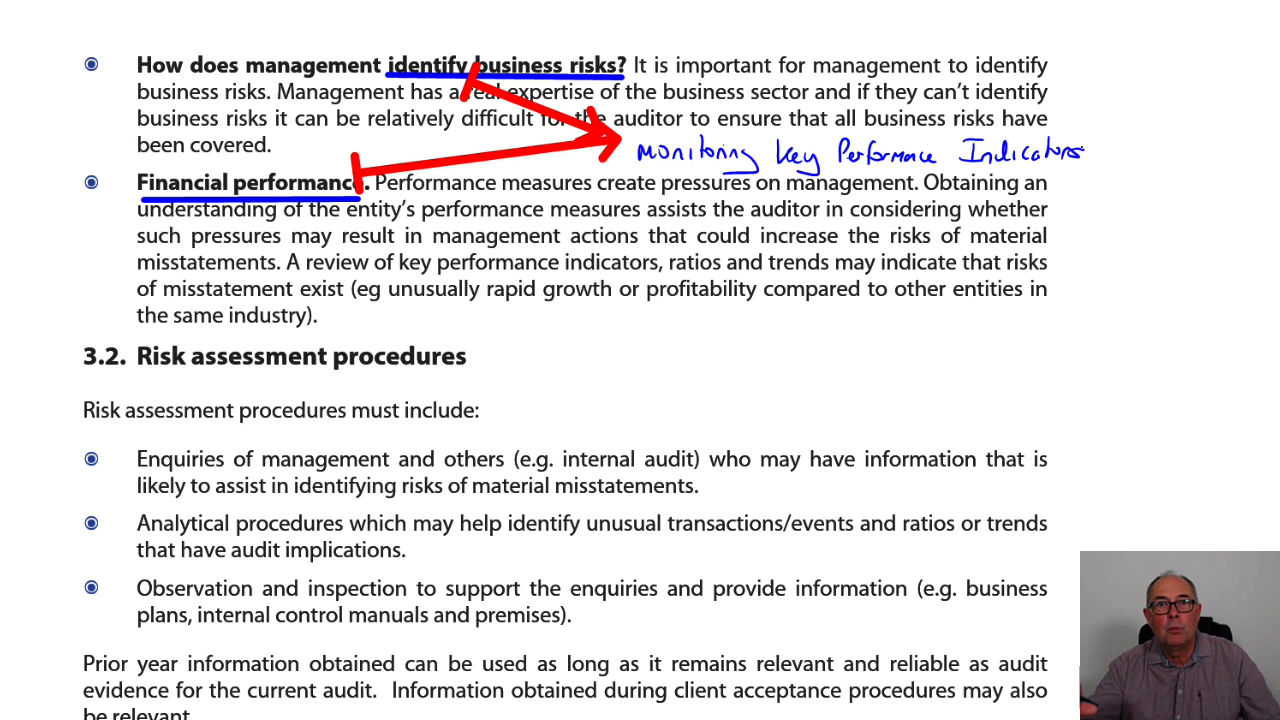 How does management identify business risks? It is important for management to identify
business risks. Management has a real expertise of the business sector and if they can't identify
business risks it can be relatively difficult for the auditor to ensure that all business risks have
been covered.
monitoring Key Performance Indicators
Financial performance. Performance measures create pressures on management. Obtaining an
understanding of the entity's performance measures assists the auditor in considering whether
such pressures may result in management actions that could increase the risks of material
misstatements. A review of key performance indicators, ratios and trends may indicate that risks
of misstatement exist (eg unusually rapid growth or profitability compared to other entities in
the same industry).
3.2. Risk assessment procedures
Risk assessment procedures must include:
Enquiries of management and others (e.g. internal audit) who may have information that is
likely to assist in identifying risks of material misstatements.
Analytical procedures which may help identify unusual transactions/events and ratios or trends
that have audit implications.
Observation and inspection to support the enquiries and provide information (e.g. business
plans, internal control manuals and premises).
Prior year information obtained can be used as long as it remains relevant and reliable as audit
evidence for the current audit. Information obtained during client acceptance procedures may also
be relevant.